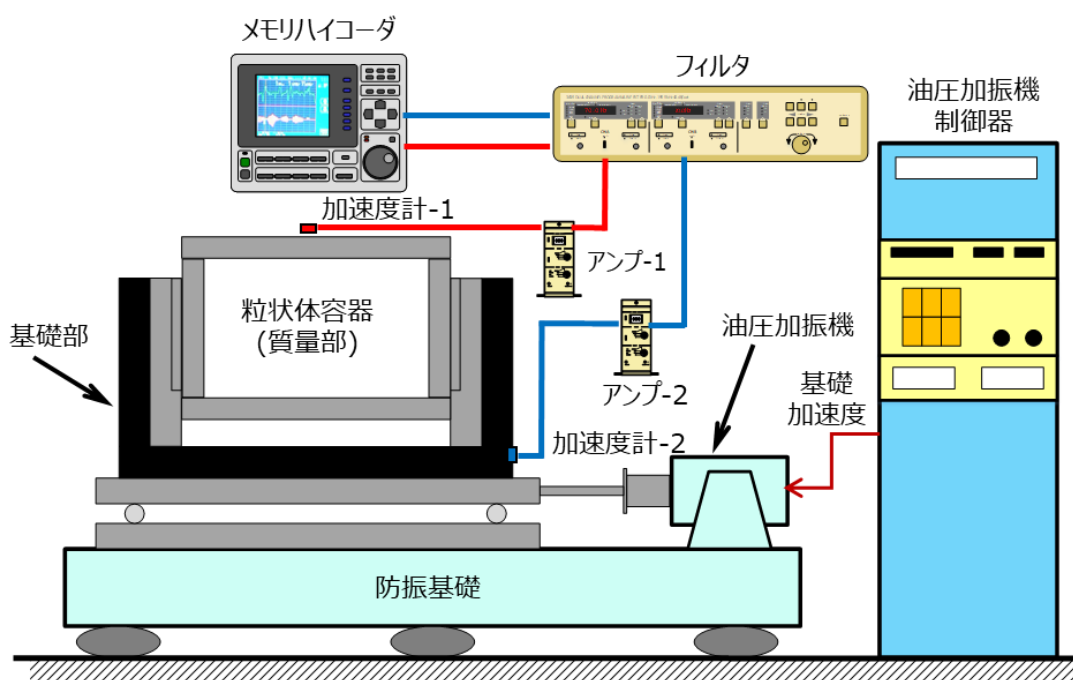 メモリハイコーダ
フィルタ
油圧加振機
制御器
加速度計-1
アンプ-1
粒状体容器
(質量部)
基礎部
アンプ-2
油圧加振機
基礎
加速度
加速度計-2
防振基礎